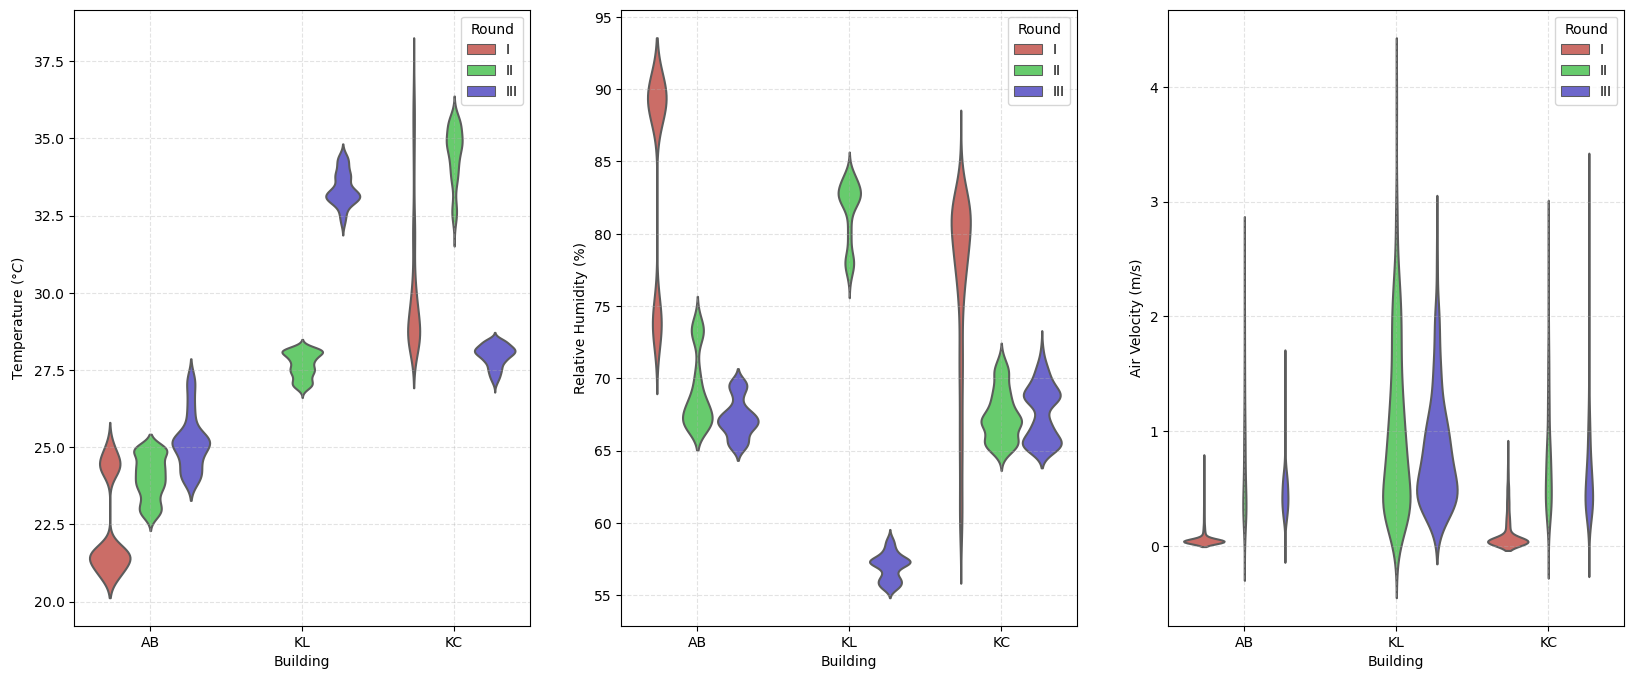 Temperature (°C)
37.5
35.0
32.5
30.0
27.5
25.0
22.5
20.0
AB
KL
KC
Building
Round
I
II
III
Relative Humidity (%)
95
90
85
80
75
70
65
60
55
AB
KL
KC
Building
Round
I
II
III
Air Velocity (m/s)
4
3
2
1
0
AB
KL
KC
Building
Round
I
II
III